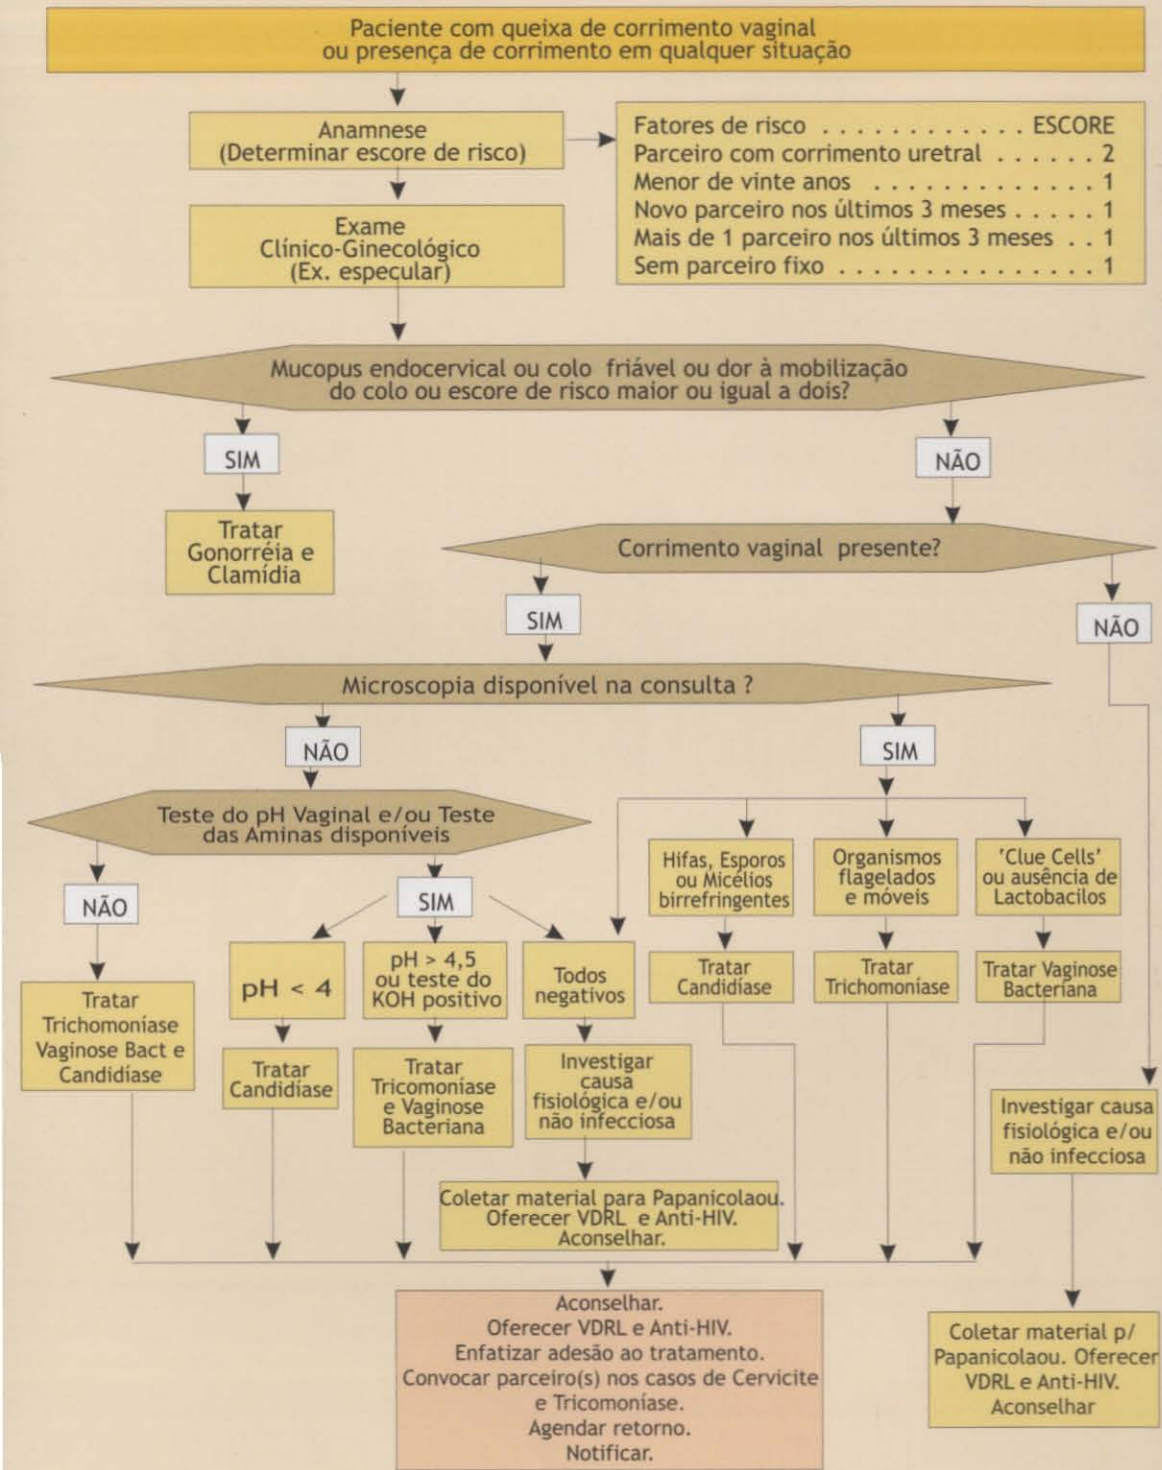 Paciente com queixa de corrimento vaginal
ou presença de corrimento em qualquer situação
Anamnese
(Determinar escore de risco)
Fatores de risco . . . . . . . . . . . . ESCORE
Parceiro com corrimento uretral . . . . . . 2
Menor de vinte anos . . . . . . . . . . . . . 1
Novo parceiro nos últimos 3 meses . . . . . 1
Mais de 1 parceiro nos últimos 3 meses . . 1
Sem parceiro fixo . . . . . . . . . . . . . . . 1
Exame
Clínico-Ginecológico
(Ex. especular)
Mucopus endocervical ou colo friável ou dor à mobilização
do colo ou escore de risco maior ou igual a dois?
SIM
NÃO
Tratar
Gonorréia e
Clamídia
Corrimento vaginal presente?
SIM
NÃO
Microscopia disponível na consulta ?
NÃO
SIM
Teste do pH Vaginal e/ou Teste
das Aminas disponíveis
NÃO
SIM
Hifas, Esporos
ou Micélios
birrefringentes
Organismos
flagelados
e móveis
'Clue Cells'
ou ausência de
Lactobacilos
pH < 4
pH > 4,5
ou teste do
KOH positivo
Todos
negativos
Tratar
Candidíase
Tratar
Trichomoníase
Tratar Vaginose
Bacteriana
Tratar
Trichomoníase
Vaginose Bact e
Candidíase
Tratar
Candidíase
Tratar
Tricomoníase
e Vaginose
Bacteriana
Investigar
causa
fisiológica e/ou
não infecciosa
Investigar causa
fisiológica e/ou
não infecciosa
Coletar material para Papanicolaou.
Oferecer VDRL e Anti-HIV.
Aconselhar.
Aconselhar.
Oferecer VDRL e Anti-HIV.
Enfatizar adesão ao tratamento.
Convocar parceiro(s) nos casos de Cervicite
e Tricomoníase.
Agendar retorno.
Notificar.
Coletar material p/
Papanicolaou. Oferecer
VDRL e Anti-HIV.
Aconselhar